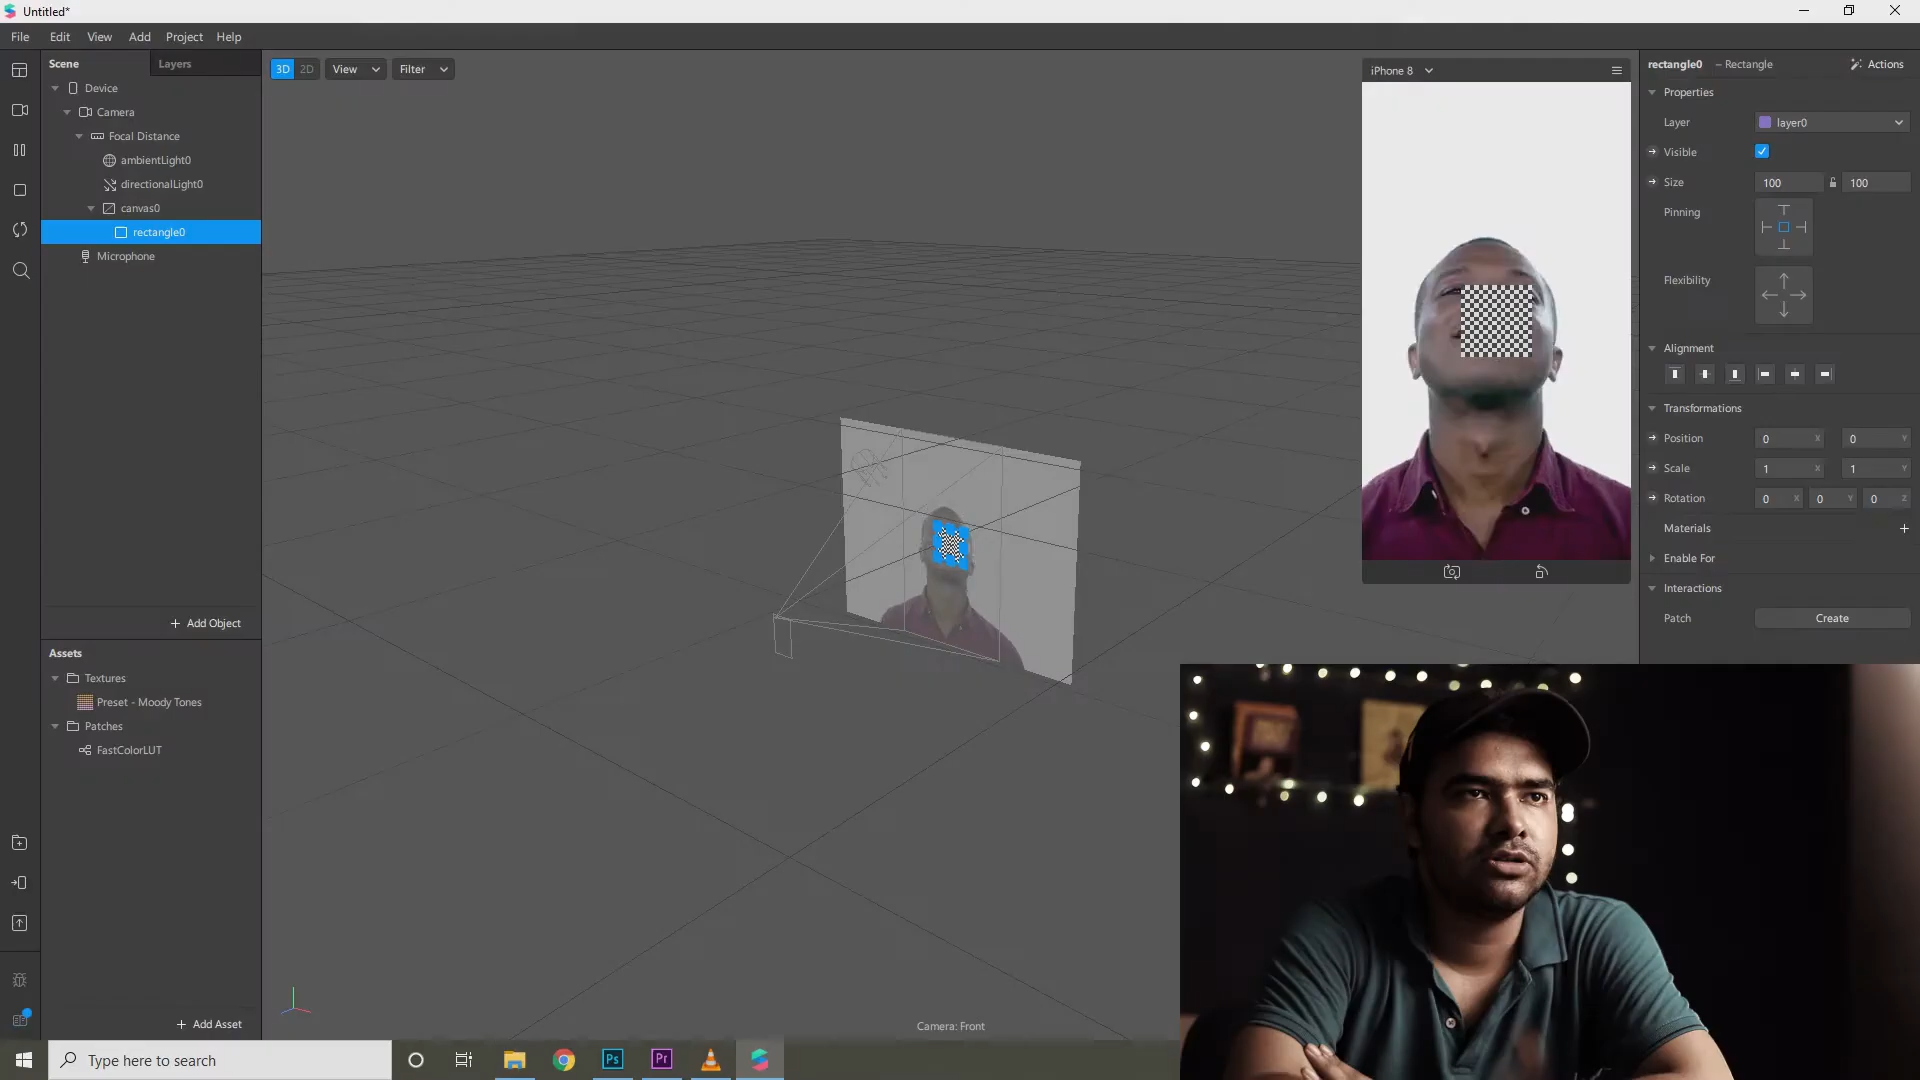 Untitled*
File Edit View Add Project Help
Scene Layers
Device
Camera
Focal Distance
ambientLight0
directionalLight0
canvas0
rectangle0
Microphone
+ Add Object
Assets
Textures
Preset - Moody Tones
Patches
FastColorLUT
+ Add Asset
3D 2D View Filter
Camera: Front
iPhone 8
rectangle0 – Rectangle Actions
Properties
Layer layer0
Visible
Size 100 100
Pinning
Flexibility
Alignment
Transformations
Position 0 X 0 Y
Scale 1 X 1 Y
Rotation 0 X 0 Y 0 Z
Materials +
Enable For
Interactions
Patch Create
Type here to search
Ps Pr